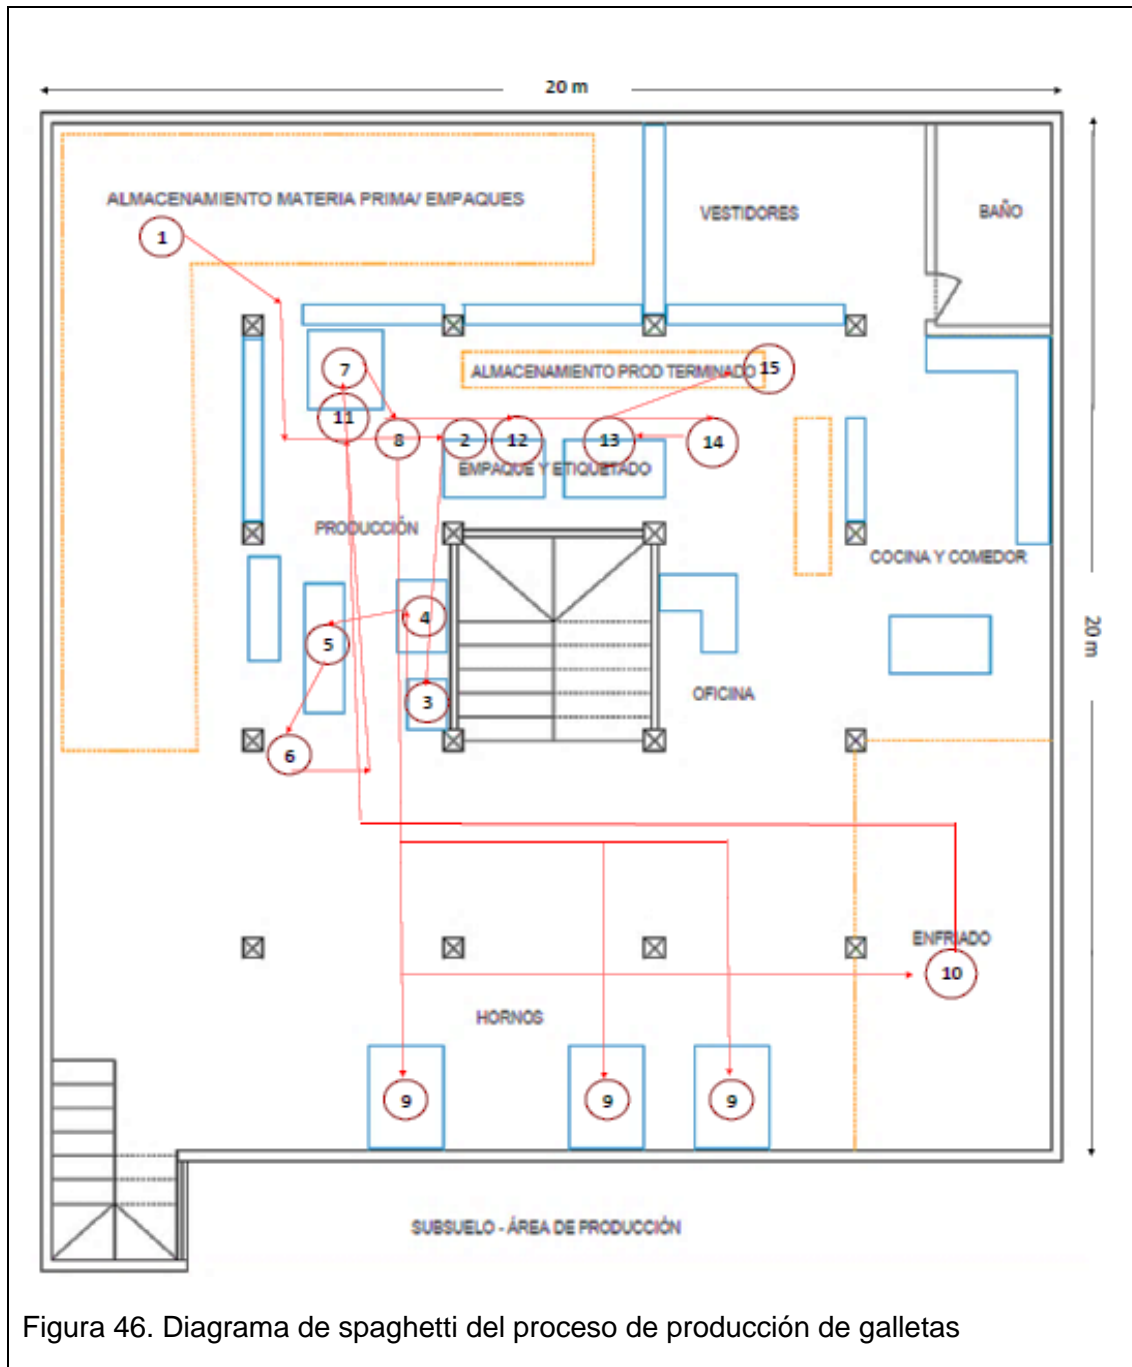 20 m
ALMACENAMIENTO MATERIA PRIMA/ EMPAQUES
VESTIDORES
BAÑO
1
7
ALMACENAMIENTO PROD TERMINADO
15
11
8
2
12
13
14
EMPAQUE Y ETIQUETADO
PRODUCCIÓN
COCINA Y COMEDOR
4
5
20 m
3
OFICINA
6
ENFRIADO
10
HORNOS
9
9
9
SUBSUELO - ÁREA DE PRODUCCIÓN
Figura 46. Diagrama de spaghetti del proceso de producción de galletas